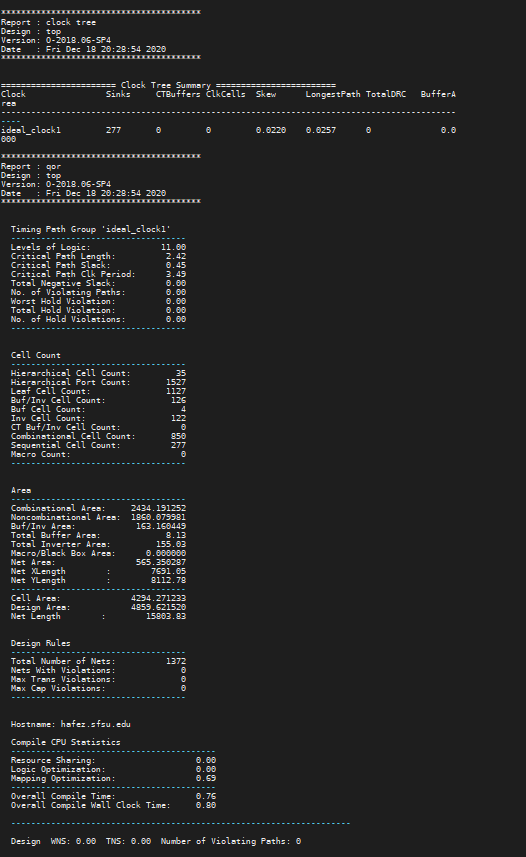 ****************************************
Report : clock tree
Design : top
Version: O-2018.06-SP4
Date   : Fri Dec 18 20:28:54 2020
****************************************
======================= Clock Tree Summary ========================
Clock                Sinks     CTBuffers ClkCells  Skew      LongestPath TotalDRC   BufferA
rea
-------------------------------------------------------------------------------------------
----
ideal_clock1         277       0         0         0.0220    0.0257      0              0.0
000
****************************************
Report : qor
Design : top
Version: O-2018.06-SP4
Date   : Fri Dec 18 20:28:54 2020
****************************************
Timing Path Group 'ideal_clock1'
-----------------------------------
Levels of Logic:              11.00
Critical Path Length:          2.42
Critical Path Slack:           0.45
Critical Path Clk Period:      3.49
Total Negative Slack:          0.00
No. of Violating Paths:        0.00
Worst Hold Violation:          0.00
Total Hold Violation:          0.00
No. of Hold Violations:        0.00
-----------------------------------
Cell Count
-----------------------------------
Hierarchical Cell Count:         35
Hierarchical Port Count:       1527
Leaf Cell Count:               1127
Buf/Inv Cell Count:             126
Buf Cell Count:                   4
Inv Cell Count:                 122
CT Buf/Inv Cell Count:            0
Combinational Cell Count:       850
Sequential Cell Count:          277
Macro Count:                      0
-----------------------------------
Area
-----------------------------------
Combinational Area:     2434.191252
Noncombinational Area:  1860.079981
Buf/Inv Area:            163.160449
Total Buffer Area:             8.13
Total Inverter Area:         155.03
Macro/Black Box Area:      0.000000
Net Area:                565.350287
Net XLength        :        7691.05
Net YLength        :        8112.78
-----------------------------------
Cell Area:              4294.271233
Design Area:            4859.621520
Net Length        :        15803.83
Design Rules
-----------------------------------
Total Number of Nets:          1372
Nets With Violations:             0
Max Trans Violations:             0
Max Cap Violations:               0
-----------------------------------
Hostname: hafez.sfsu.edu
Compile CPU Statistics
-----------------------------------------
Resource Sharing:                    0.00
Logic Optimization:                  0.00
Mapping Optimization:                0.69
-----------------------------------------
Overall Compile Time:                0.76
Overall Compile Wall Clock Time:     0.80
--------------------------------------------------------------------
Design  WNS: 0.00  TNS: 0.00  Number of Violating Paths: 0